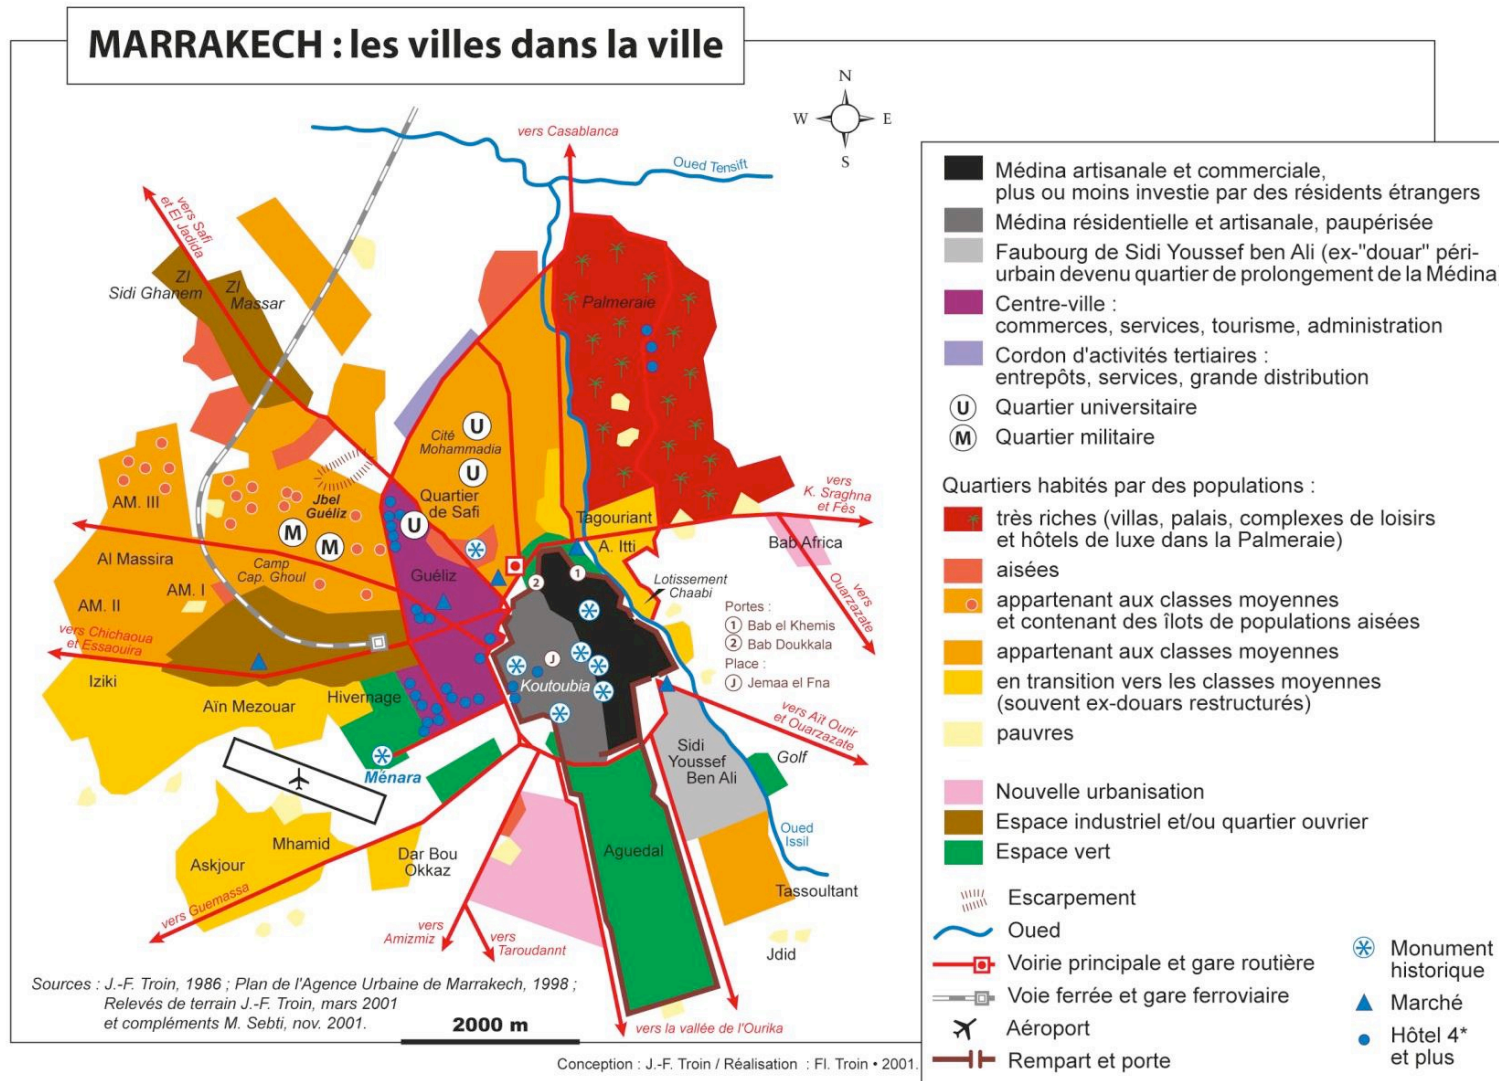 MARRAKECH : les villes dans la ville
N
W
E
S
vers Casablanca
Oued Tensift
vers Safi
et El Jadida
ZI
Sidi Ghanem
ZI
Massar
Palmeraie
Cité
Mohammadia
U
U
Quartier
de Safi
U
AM. III
Jbel
Guéliz
M
M
Tagouriant
vers
K. Sraghna
et Fès
Bab Africa
A. Itti
Al Massira
Camp
Cap. Ghoul
Guéliz
AM. I
AM. II
Lotissement
Chaabi
vers
Ouarzazate
1
2
Portes :
1 Bab el Khemis
2 Bab Doukkala
Place :
J Jemaa el Fna
vers Chichaoua
et Essaouira
J
Koutoubia
Iziki
Aïn Mezouar
Hivernage
vers Aït Ourir
et Ouarzazate
Sidi
Youssef
Ben Ali
Golf
Ménara
Oued
Issil
Mhamid
Askjour
Dar Bou
Okkaz
Aguedal
Tassoultant
vers Guemassa
vers
Amizmiz
vers
Taroudannt
Jdid
vers la vallée de l'Ourika
Sources : J.-F. Troin, 1986 ; Plan de l'Agence Urbaine de Marrakech, 1998 ;
Relevés de terrain J.-F. Troin, mars 2001
et compléments M. Sebti, nov. 2001.
2000 m
Conception : J.-F. Troin / Réalisation : Fl. Troin • 2001.
Médina artisanale et commerciale,
plus ou moins investie par des résidents étrangers
Médina résidentielle et artisanale, paupérisée
Faubourg de Sidi Youssef ben Ali (ex-"douar" péri-
urbain devenu quartier de prolongement de la Médina)
Centre-ville :
commerces, services, tourisme, administration
Cordon d'activités tertiaires :
entrepôts, services, grande distribution
U Quartier universitaire
M Quartier militaire
Quartiers habités par des populations :
très riches (villas, palais, complexes de loisirs
et hôtels de luxe dans la Palmeraie)
aisées
appartenant aux classes moyennes
et contenant des îlots de populations aisées
appartenant aux classes moyennes
en transition vers les classes moyennes
(souvent ex-douars restructurés)
pauvres
Nouvelle urbanisation
Espace industriel et/ou quartier ouvrier
Espace vert
Escarpement
Oued
Voirie principale et gare routière
Voie ferrée et gare ferroviaire
Aéroport
Rempart et porte
Monument
historique
Marché
Hôtel 4*
et plus